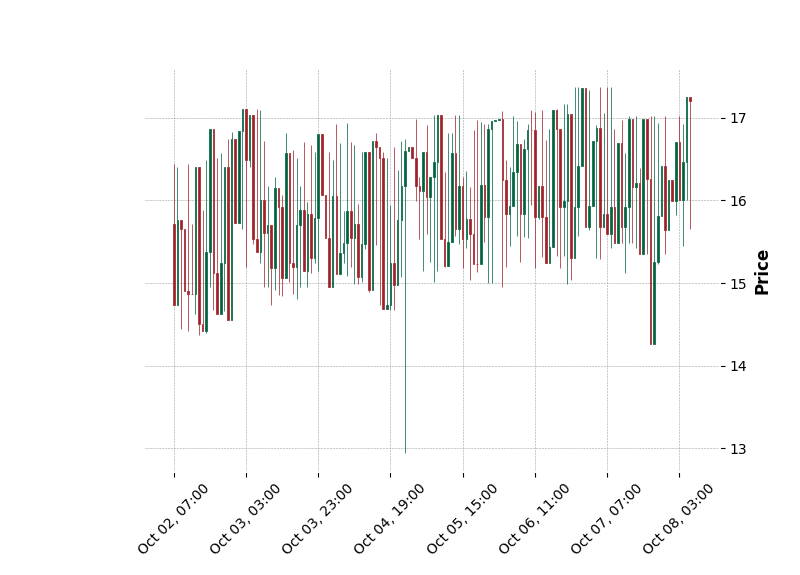 17
16
15
14
13
Price
Oct 02, 07:00
Oct 03, 03:00
Oct 03, 23:00
Oct 04, 19:00
Oct 05, 15:00
Oct 06, 11:00
Oct 07, 07:00
Oct 08, 03:00